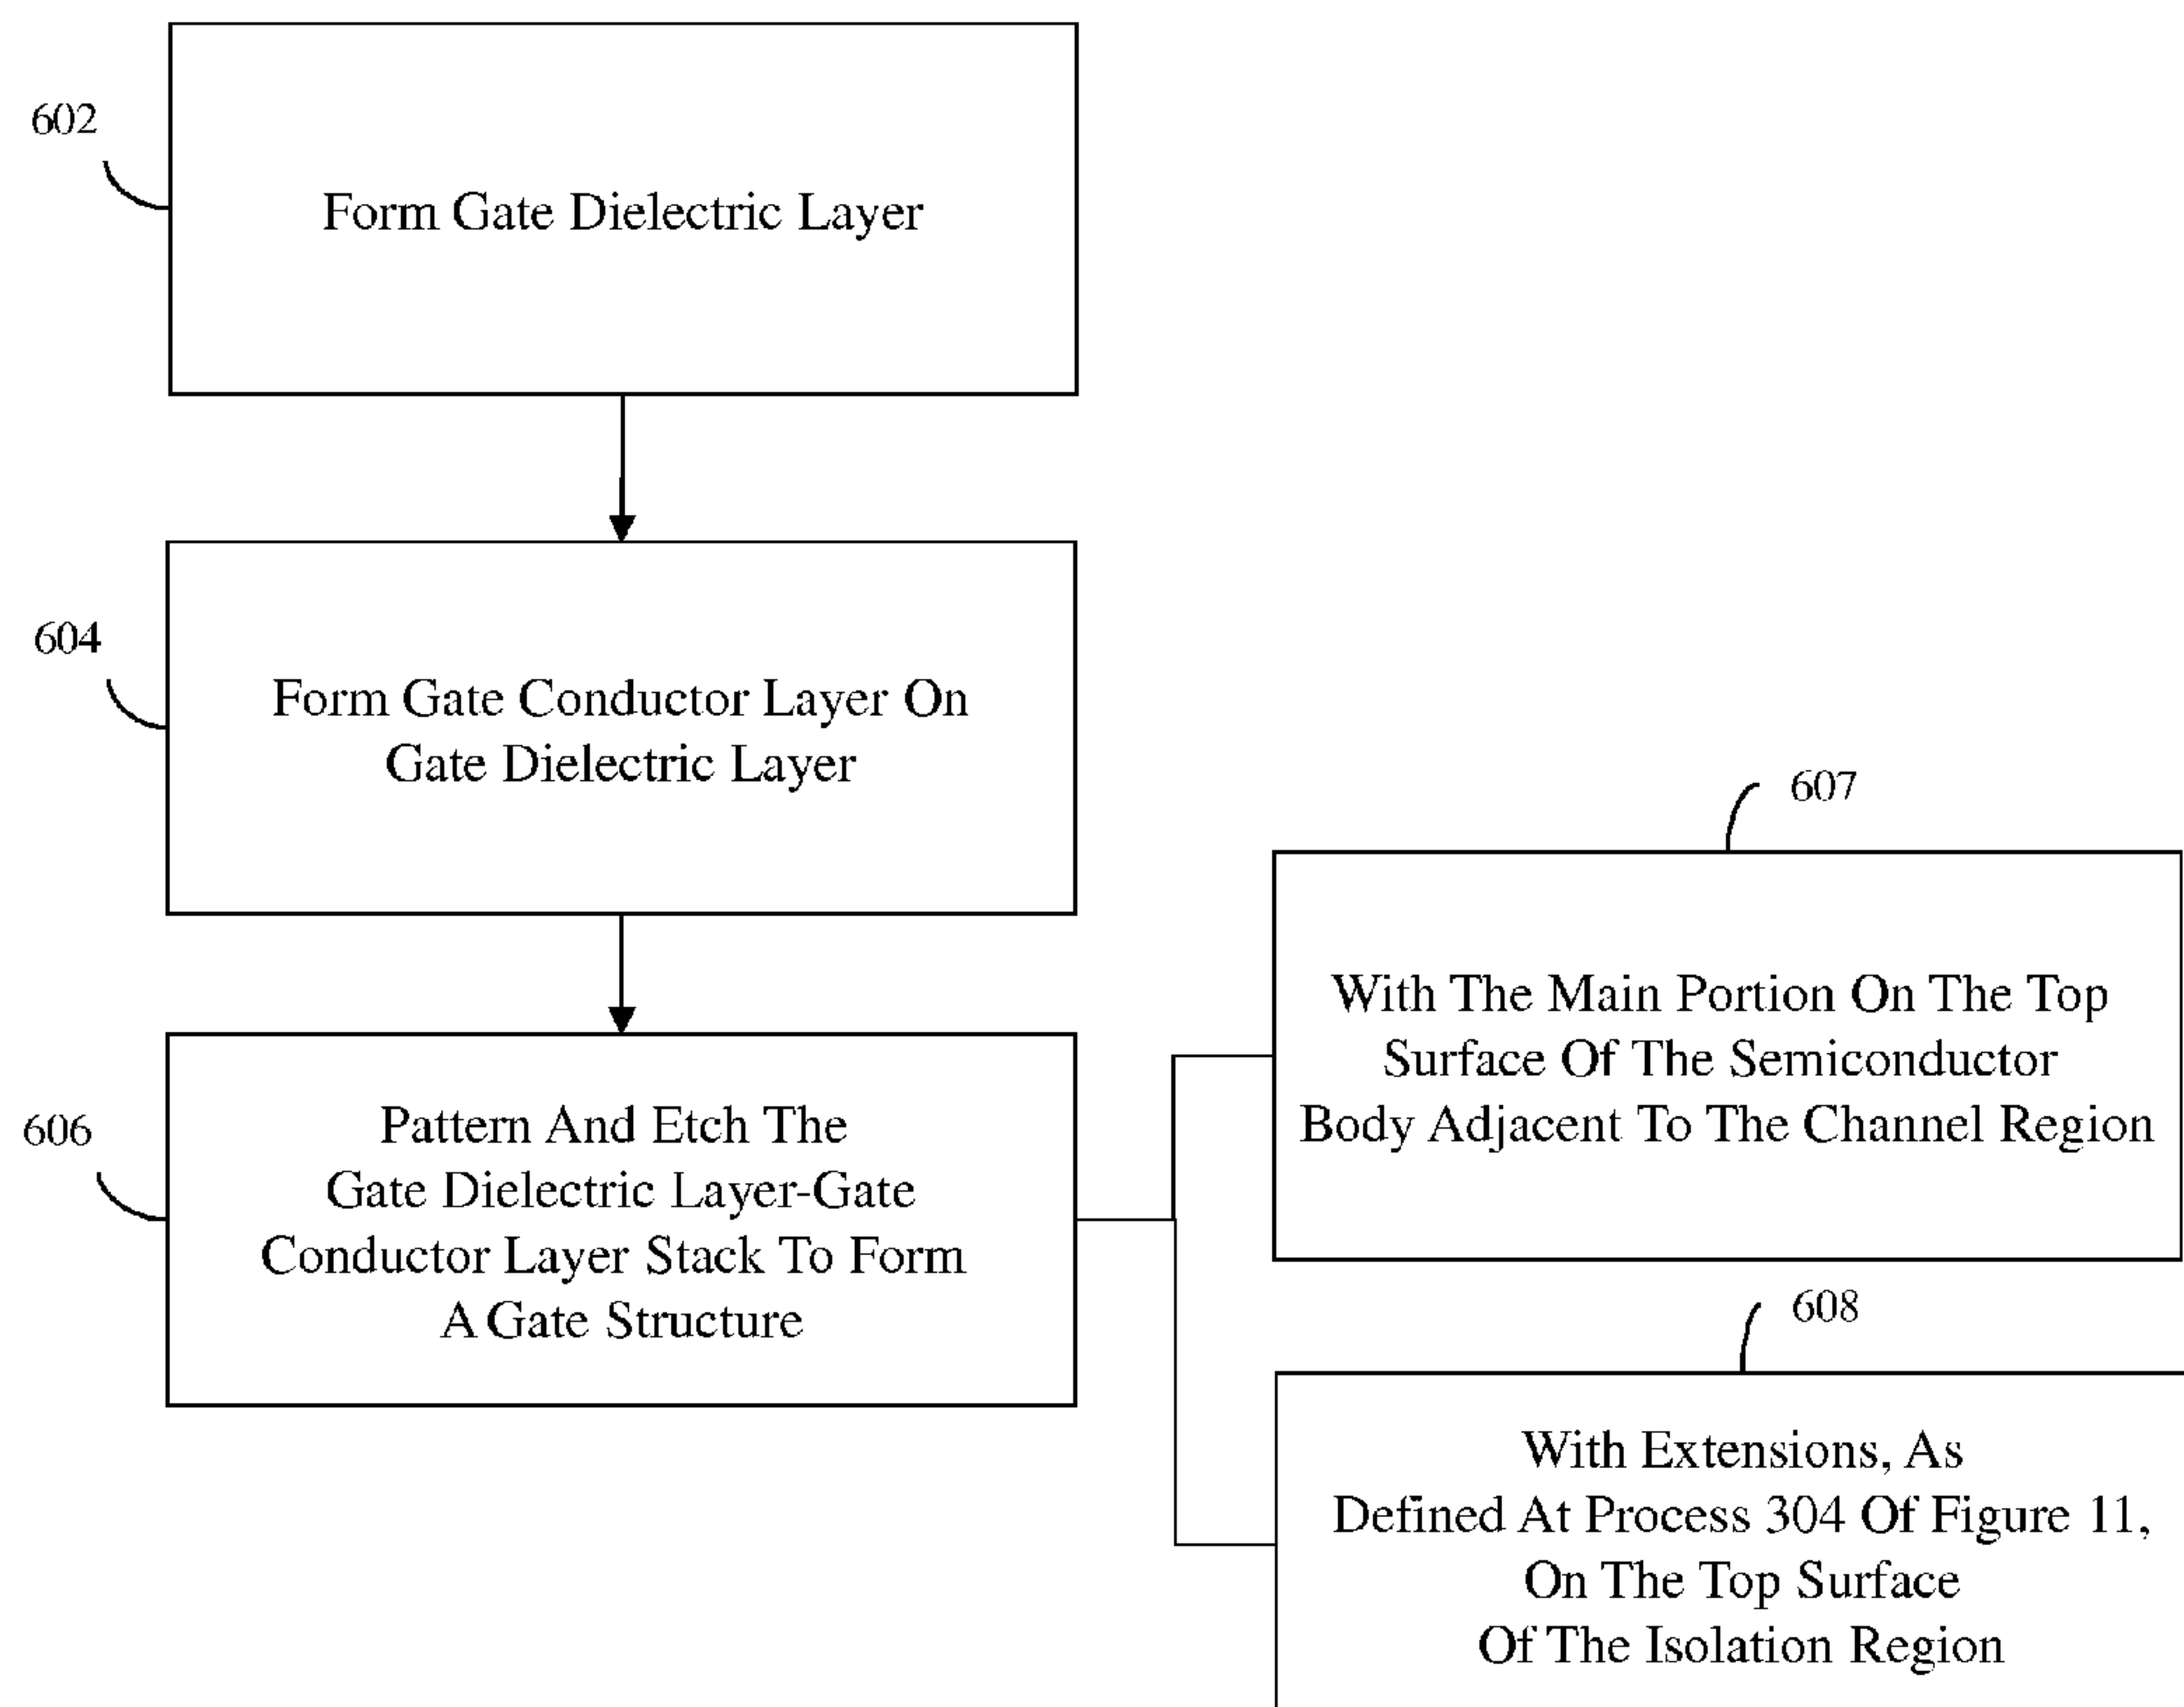 602
Form Gate Dielectric Layer
604
Form Gate Conductor Layer On
Gate Dielectric Layer
606
Pattern And Etch The
Gate Dielectric Layer-Gate
Conductor Layer Stack To Form
A Gate Structure
607
With The Main Portion On The Top
Surface Of The Semiconductor
Body Adjacent To The Channel Region
608
With Extensions, As
Defined At Process 304 Of Figure 11,
On The Top Surface
Of The Isolation Region